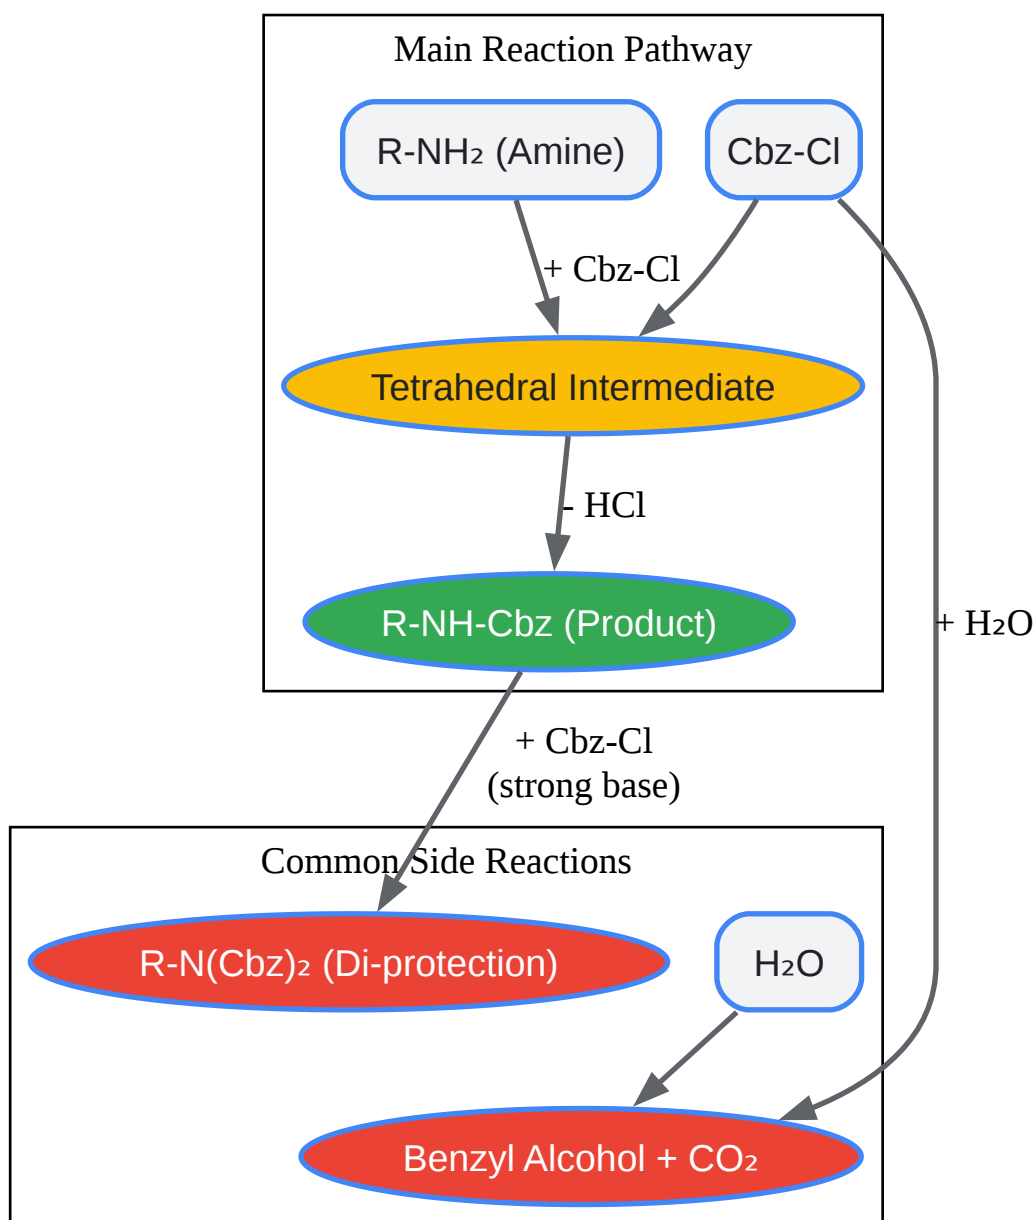 Main Reaction Pathway
R-NH₂ (Amine)
Cbz-Cl
+ Cbz-Cl
Tetrahedral Intermediate
- HCl
R-NH-Cbz (Product)
+ H₂O
+ Cbz-Cl
(strong base)
Common Side Reactions
R-N(Cbz)₂ (Di-protection)
H₂O
Benzyl Alcohol + CO₂